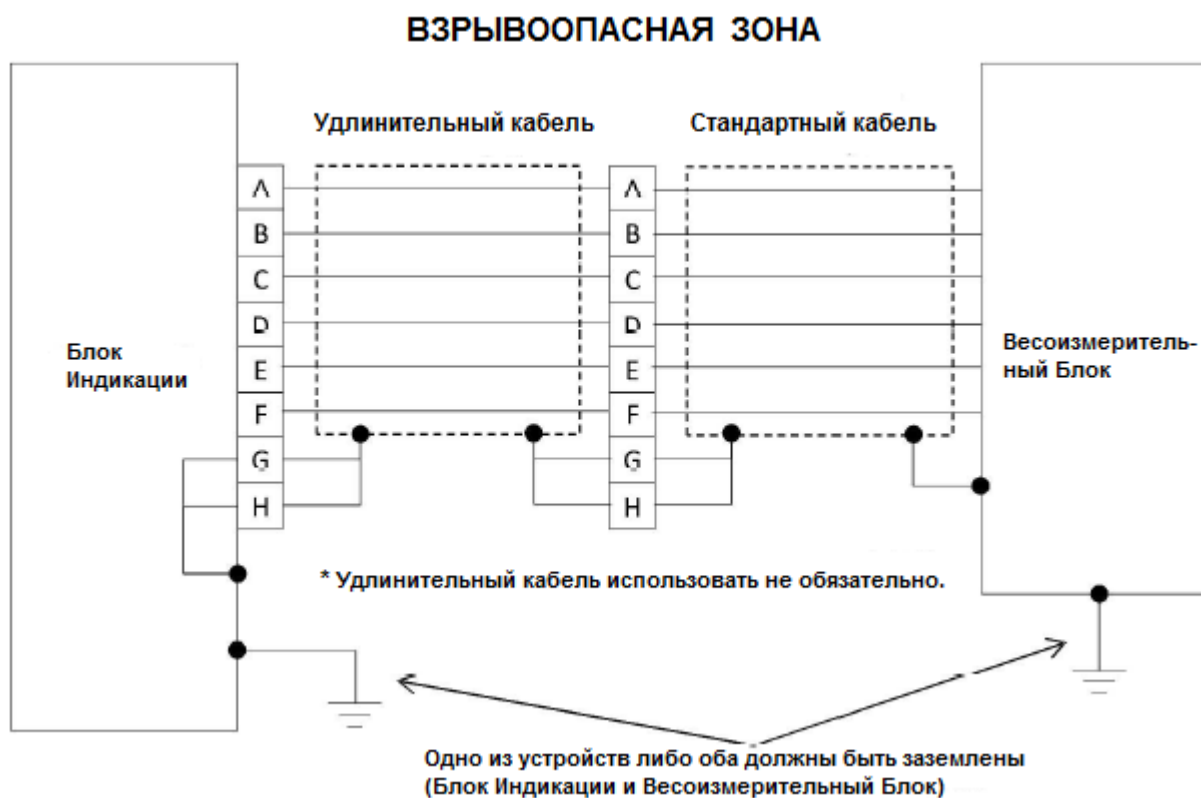 ВЗРЫВООПАСНАЯ ЗОНА
Удлинительный кабель
Стандартный кабель
A
B
C
D
E
F
G
H
A
B
C
D
E
F
G
H
Блок
Индикации
Весоизмеритель-
ный Блок
* Удлинительный кабель использовать не обязательно.
Одно из устройств либо оба должны быть заземлены
(Блок Индикации и Весоизмерительный Блок)